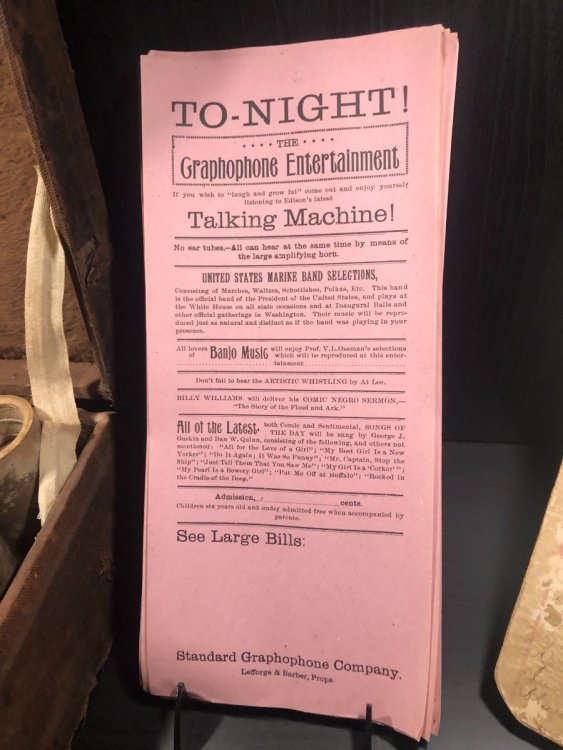 TO-NIGHT!
.... THE ....
Graphophone Entertainment
If you wish to "laugh and grow fat" come out and enjoy yourself
listening to Edison's latest
Talking Machine!
No ear tubes.—All can hear at the same time by means of
the large amplifying horn.
UNITED STATES MARINE BAND SELECTIONS,
Consisting of Marches, Waltzes, Schottishes, Polkas, Etc. This band
is the official band of the President of the United States, and plays at
the White House on all state occasions and at Inaugural Balls and
other official gatherings in Washington. Their music will be repro-
duced just as natural and distinct as if the band was playing in your
presence.
All lovers of Banjo Music will enjoy Prof. V. L. Ossman's selections
which will be reproduced at this enter-
tainment
Don't fail to hear the ARTISTIC WHISTLING by At Lee.
BILLY WILLIAMS will deliver his COMIC NEGRO SERMON,—
"The Story of the Flood and Ark."
All of the Latest, both Comic and Sentimental, SONGS OF
THE DAY will be sung by George J.
Gaskin and Dan W. Quinn, consisting of the following, and others not
mentioned: "All for the Love of a Girl"; "My Best Girl is a New
Yorker"; "Do It Again; It Was So Funny"; "Mr. Captain, Stop the
Ship"; "Just Tell Them That You Saw Me"; "My Girl Is a 'Corker'";
"My Pearl is a Bowery Girl"; "Put Me Off at Buffalo"; "Rocked in
the Cradle of the Deep."
Admission, cents.
Children six years old and under admitted free when accompanied by
parents.
See Large Bills:
Standard Graphophone Company.
Lefforge & Barber, Props.